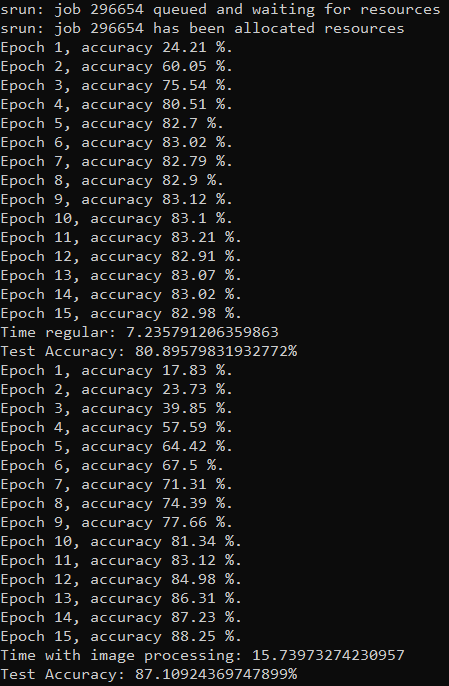 srun: job 296654 queued and waiting for resources
srun: job 296654 has been allocated resources
Epoch 1, accuracy 24.21 %.
Epoch 2, accuracy 60.05 %.
Epoch 3, accuracy 75.54 %.
Epoch 4, accuracy 80.51 %.
Epoch 5, accuracy 82.7 %.
Epoch 6, accuracy 83.02 %.
Epoch 7, accuracy 82.79 %.
Epoch 8, accuracy 82.9 %.
Epoch 9, accuracy 83.12 %.
Epoch 10, accuracy 83.1 %.
Epoch 11, accuracy 83.21 %.
Epoch 12, accuracy 82.91 %.
Epoch 13, accuracy 83.07 %.
Epoch 14, accuracy 83.02 %.
Epoch 15, accuracy 82.98 %.
Time regular: 7.235791206359863
Test Accuracy: 80.89579831932772%
Epoch 1, accuracy 17.83 %.
Epoch 2, accuracy 23.73 %.
Epoch 3, accuracy 39.85 %.
Epoch 4, accuracy 57.59 %.
Epoch 5, accuracy 64.42 %.
Epoch 6, accuracy 67.5 %.
Epoch 7, accuracy 71.31 %.
Epoch 8, accuracy 74.39 %.
Epoch 9, accuracy 77.66 %.
Epoch 10, accuracy 81.34 %.
Epoch 11, accuracy 83.12 %.
Epoch 12, accuracy 84.98 %.
Epoch 13, accuracy 86.31 %.
Epoch 14, accuracy 87.23 %.
Epoch 15, accuracy 88.25 %.
Time with image processing: 15.73973274230957
Test Accuracy: 87.10924369747899%